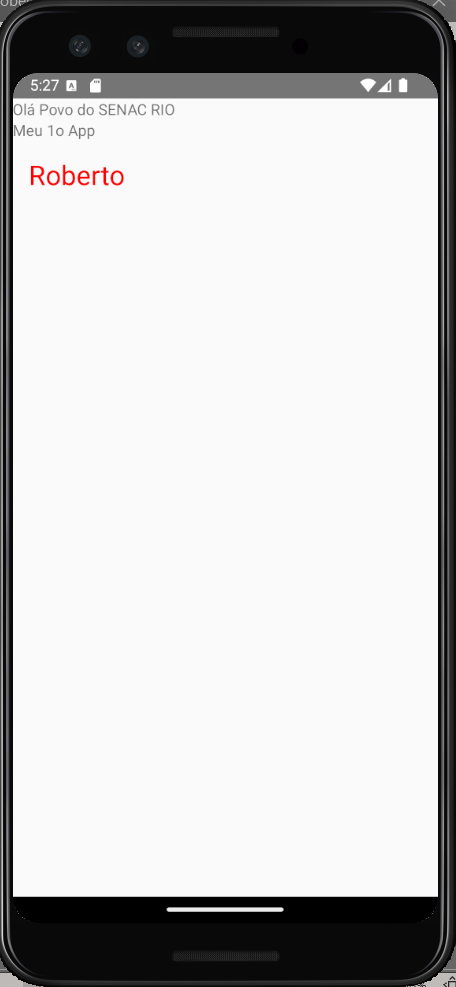 5:27
Olá Povo do SENAC RIO
Meu 1o App
Roberto